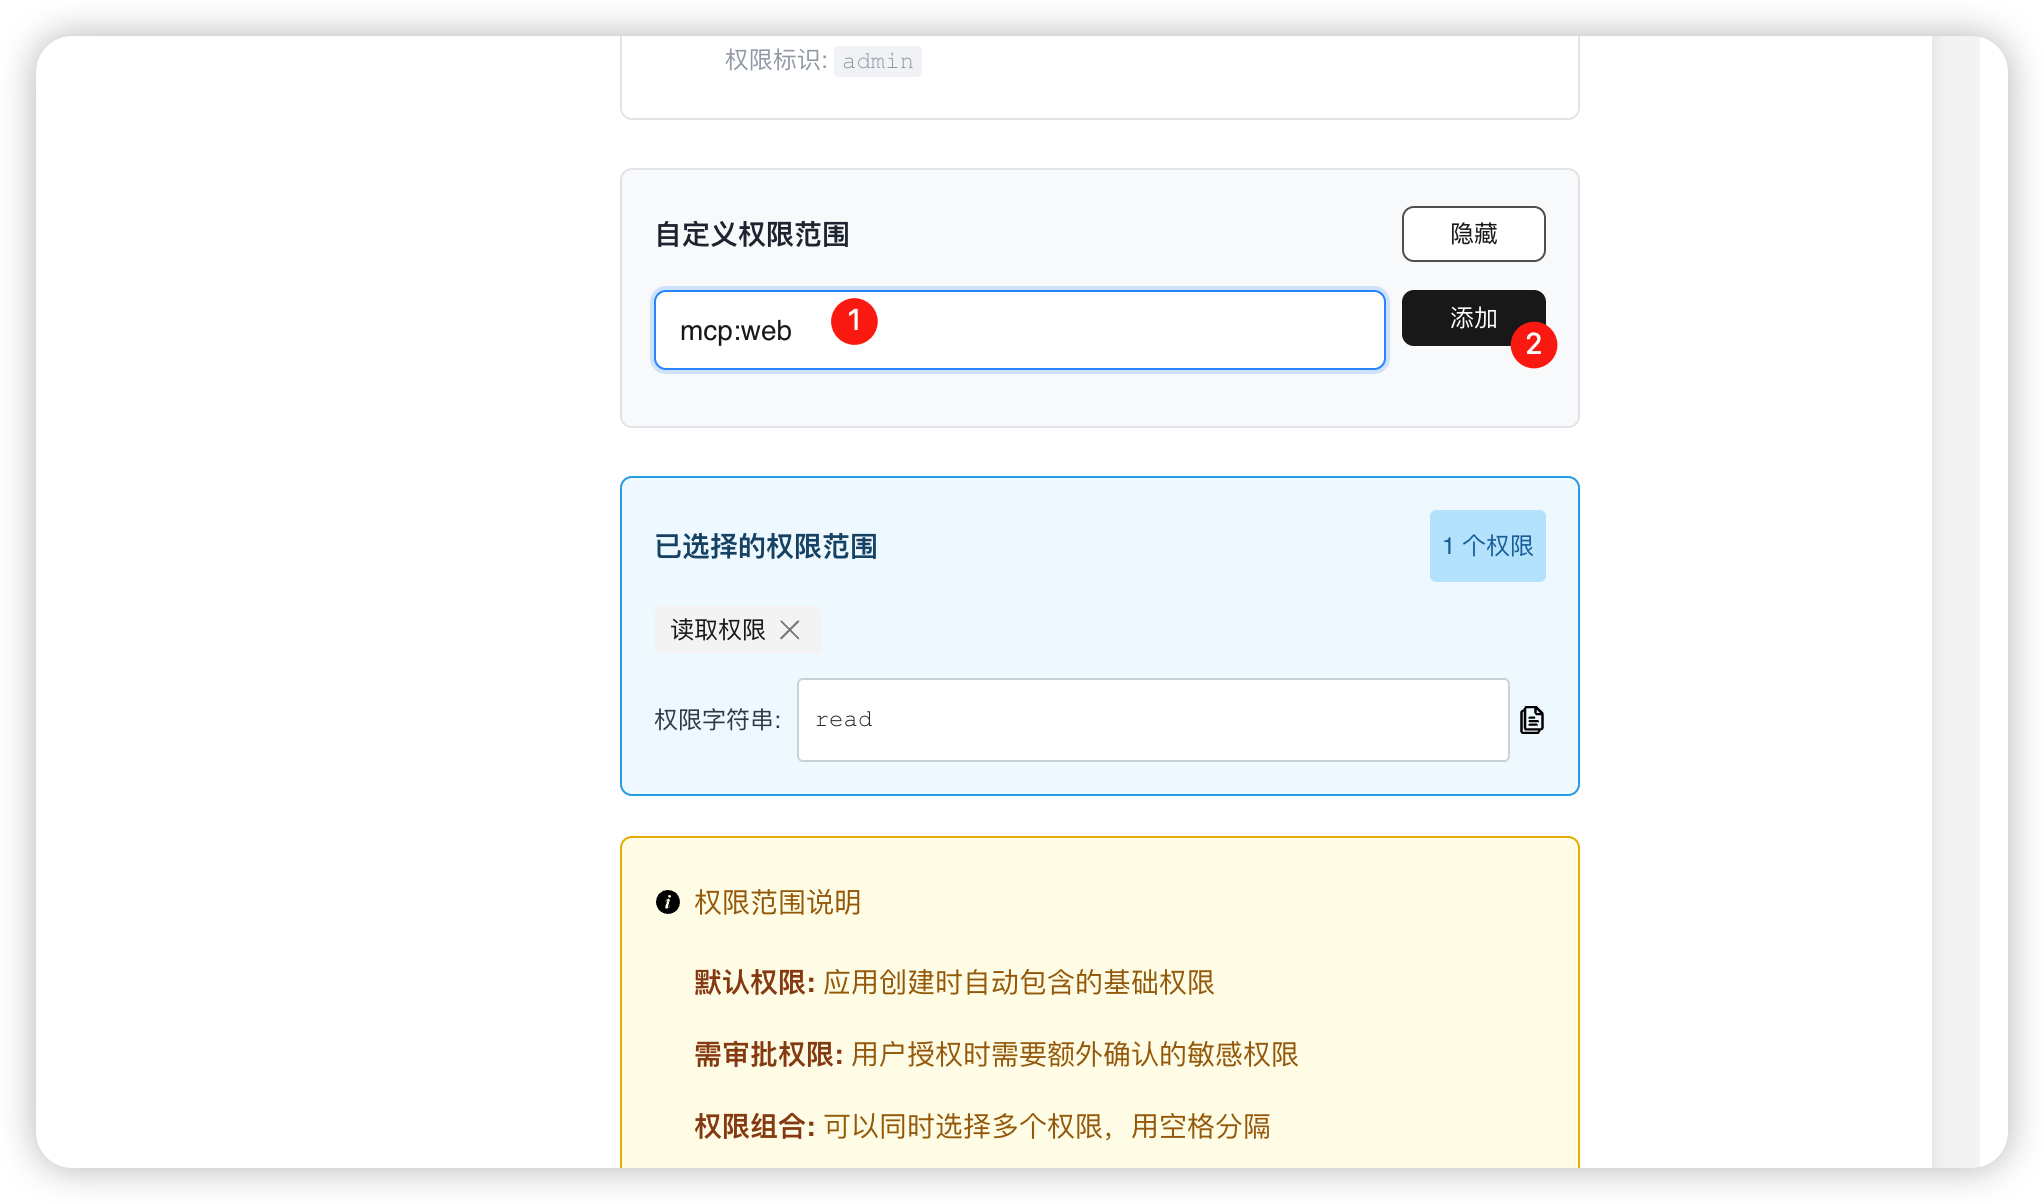 权限标识: admin
自定义权限范围
隐藏
mcp:web
1
添加
2
已选择的权限范围
1 个权限
读取权限
权限字符串:
read
权限范围说明
默认权限: 应用创建时自动包含的基础权限
需审批权限: 用户授权时需要额外确认的敏感权限
权限组合: 可以同时选择多个权限，用空格分隔